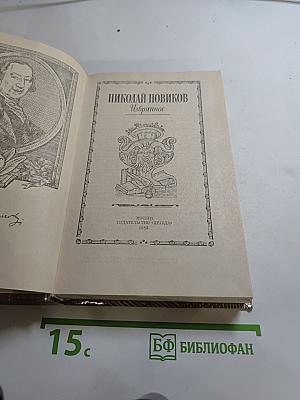 НИКОЛАЙ НОВИКОВ
Избранное
МОСКВА
ИЗДАТЕЛЬСТВО «ПРАВДА»
15с
БФ БИБЛИОФАН